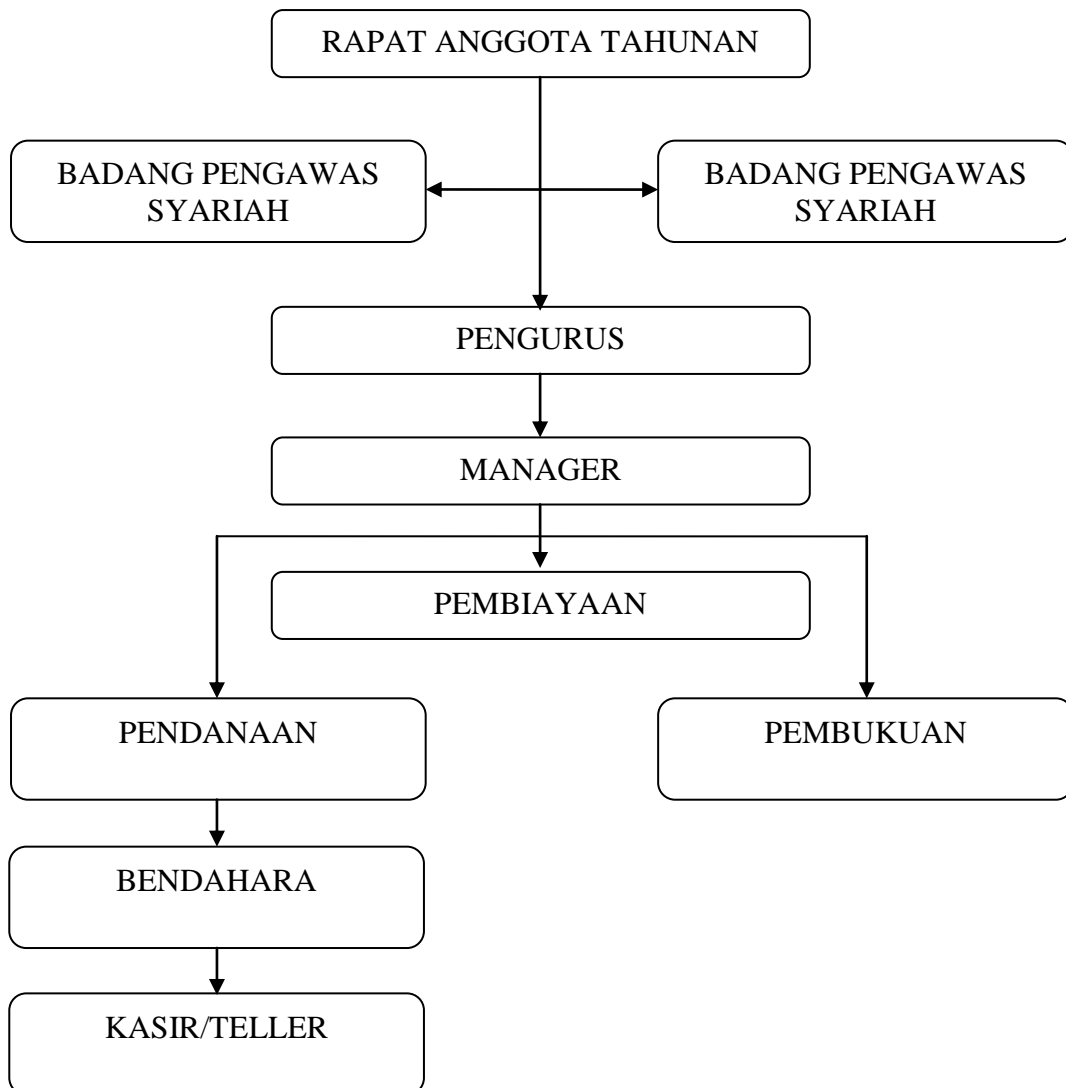 RAPAT ANGGOTA TAHUNAN
BADANG PENGAWAS
SYARIAH
BADANG PENGAWAS
SYARIAH
PENGURUS
MANAGER
PEMBIAYAAN
PENDANAAN
PEMBUKUAN
BENDAHARA
KASIR/TELLER